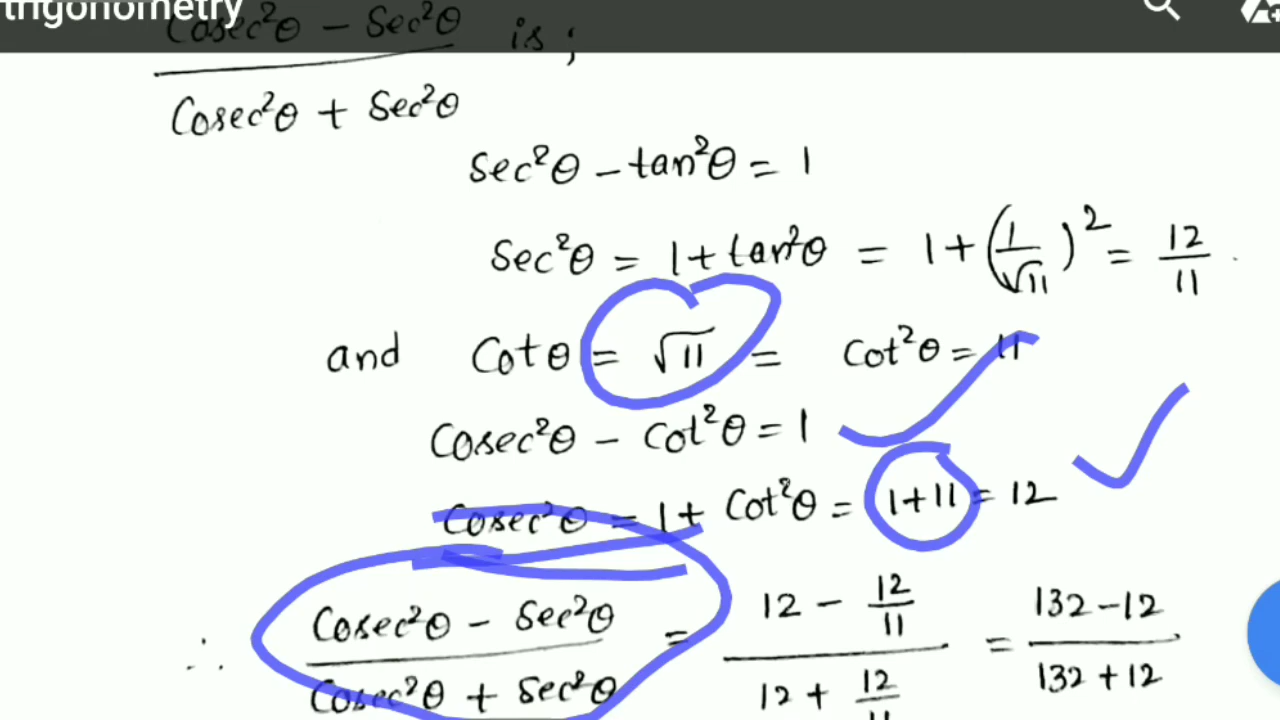 trigonometry
Cosec²θ - Sec²θ is ;
Cosec²θ + Sec²θ
Sec²θ - tan²θ = 1
Sec²θ = 1 + tan²θ = 1 + (1/√11)² = 12/11 .
and Cotθ = √11 = Cot²θ = 11
Cosec²θ - Cot²θ = 1
Cosec²θ = 1 + Cot²θ = 1+11 = 12
∴ Cosec²θ - Sec²θ / Cosec²θ + Sec²θ = 12 - 12/11 / 12 + 12/11 = 132-12 / 132+12